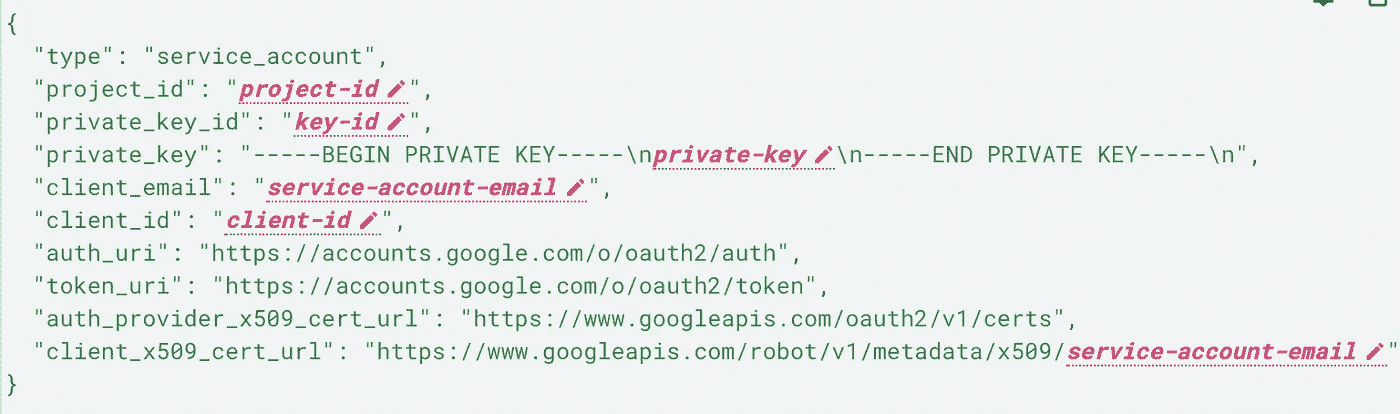 {
"type": "service_account",
"project_id": "project-id",
"private_key_id": "key-id",
"private_key": "-----BEGIN PRIVATE KEY-----\nprivate-key\n-----END PRIVATE KEY-----\n",
"client_email": "service-account-email",
"client_id": "client-id",
"auth_uri": "https://accounts.google.com/o/oauth2/auth",
"token_uri": "https://accounts.google.com/o/oauth2/token",
"auth_provider_x509_cert_url": "https://www.googleapis.com/oauth2/v1/certs",
"client_x509_cert_url": "https://www.googleapis.com/robot/v1/metadata/x509/service-account-email"
}